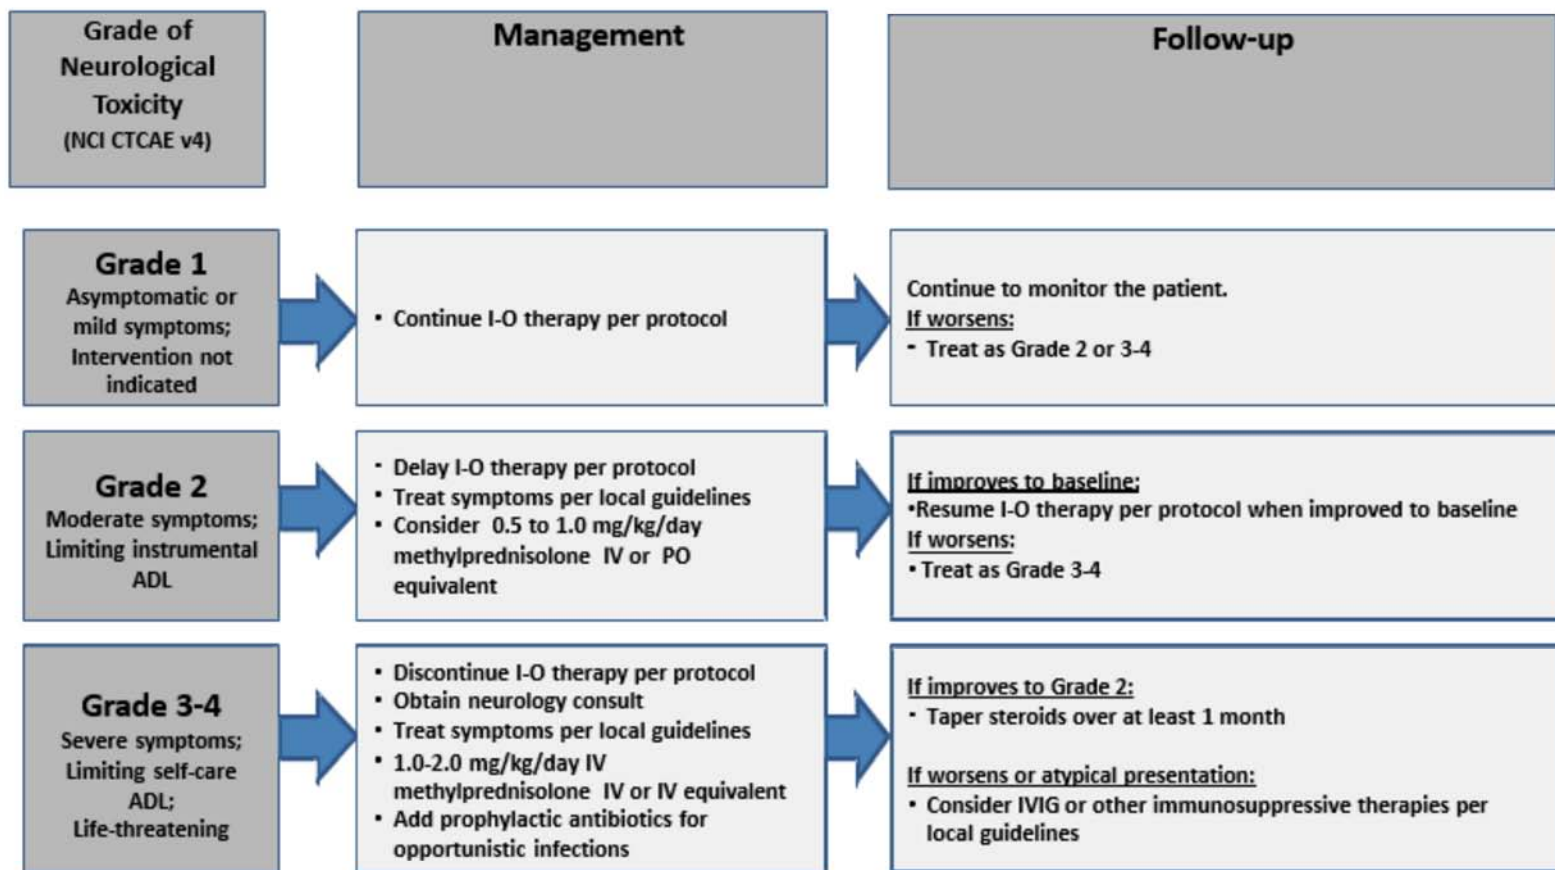 Grade of
Neurological
Toxicity
(NCI CTCAE v4)
Management
Follow-up
Grade 1
Asymptomatic or
mild symptoms;
Intervention not
indicated
• Continue I-O therapy per protocol
Continue to monitor the patient.
If worsens:
- Treat as Grade 2 or 3-4
Grade 2
Moderate symptoms;
Limiting instrumental
ADL
• Delay I-O therapy per protocol
• Treat symptoms per local guidelines
• Consider 0.5 to 1.0 mg/kg/day
methylprednisolone IV or PO
equivalent
If improves to baseline:
•Resume I-O therapy per protocol when improved to baseline
If worsens:
• Treat as Grade 3-4
Grade 3-4
Severe symptoms;
Limiting self-care
ADL;
Life-threatening
• Discontinue I-O therapy per protocol
• Obtain neurology consult
• Treat symptoms per local guidelines
• 1.0-2.0 mg/kg/day IV
methylprednisolone IV or IV equivalent
• Add prophylactic antibiotics for
opportunistic infections
If improves to Grade 2:
- Taper steroids over at least 1 month
If worsens or atypical presentation:
• Consider IVIG or other immunosuppressive therapies per
local guidelines